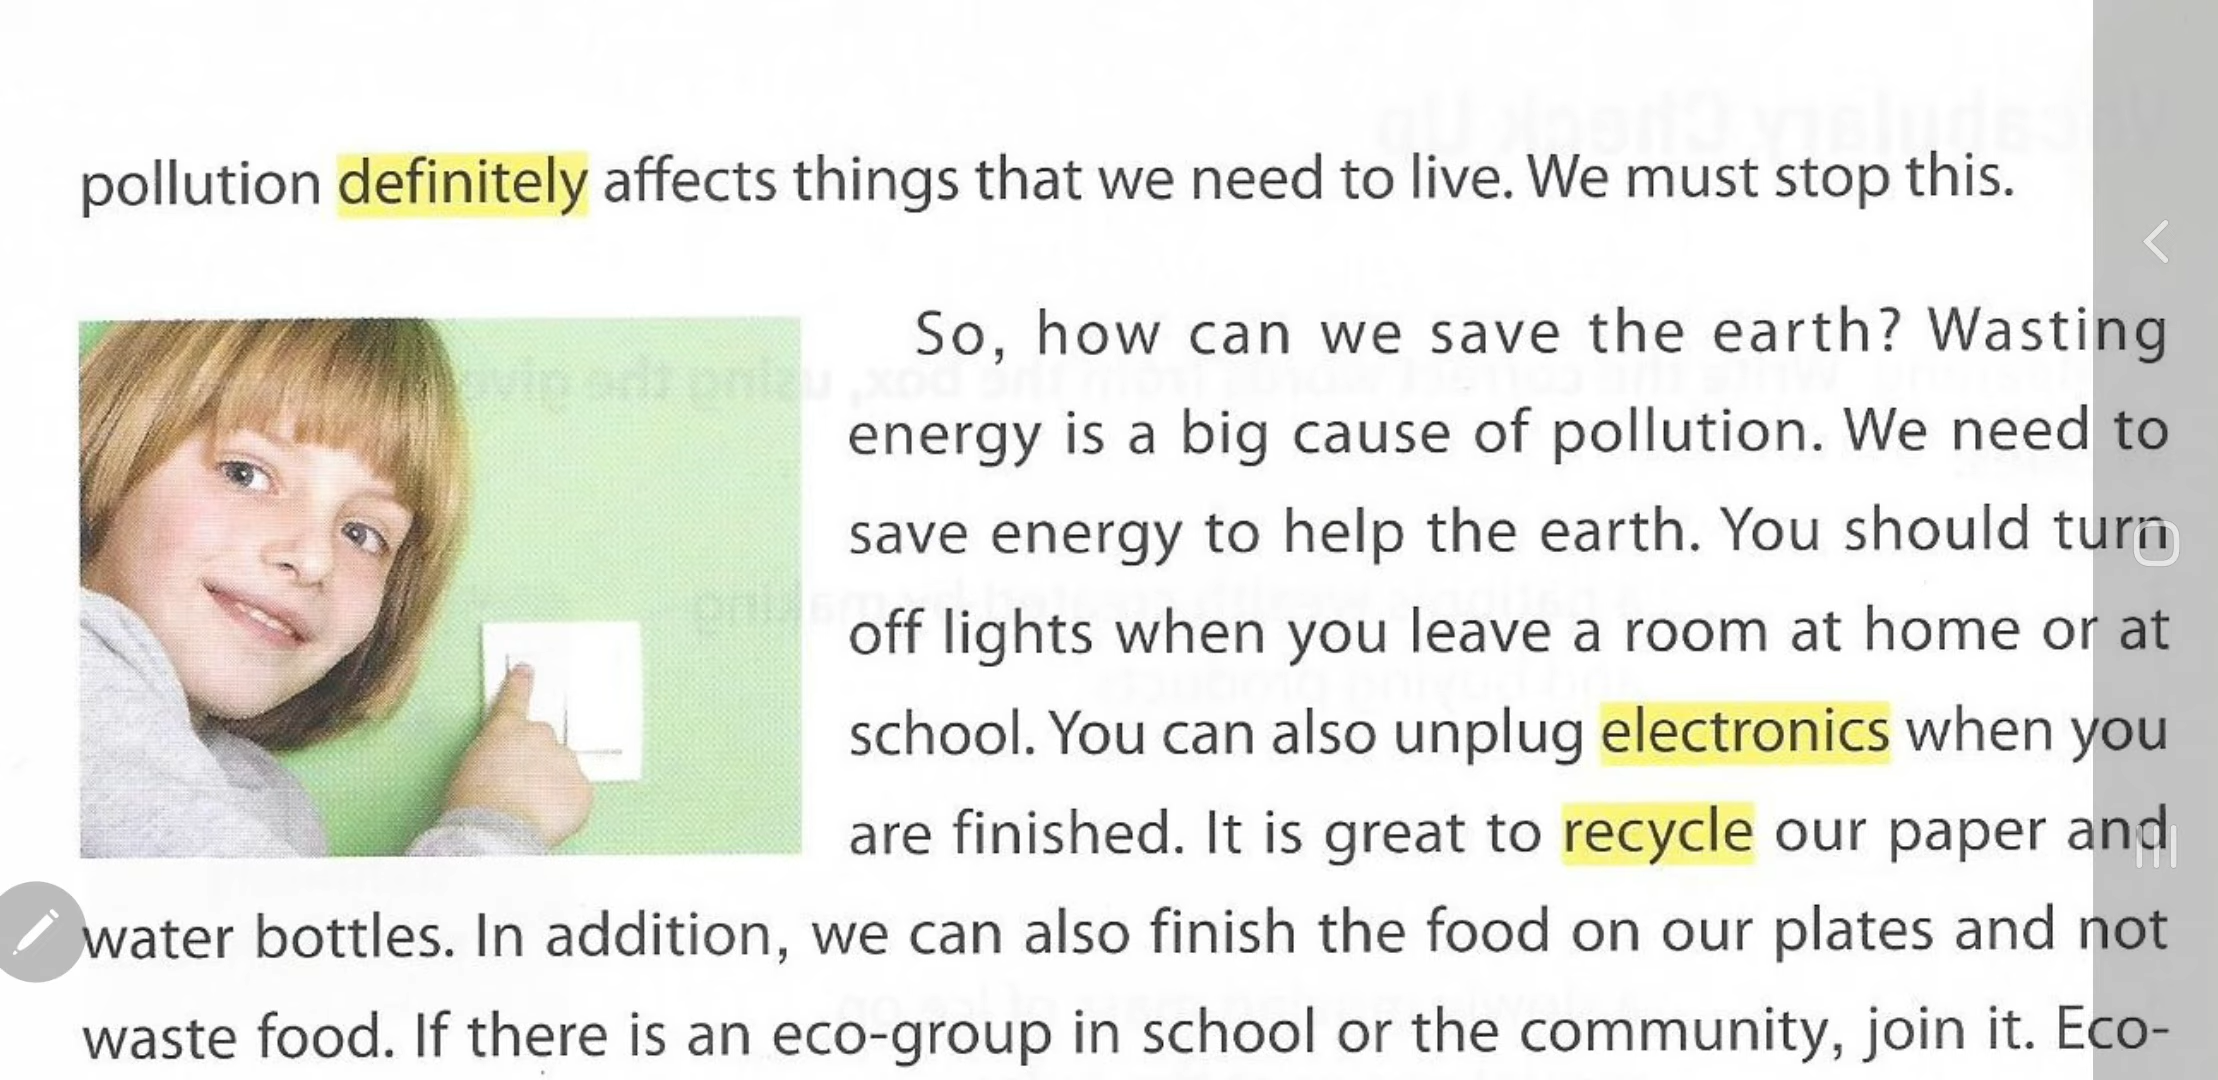 pollution definitely affects things that we need to live. We must stop this.
So, how can we save the earth? Wasting
energy is a big cause of pollution. We need to
save energy to help the earth. You should turn
off lights when you leave a room at home or at
school. You can also unplug electronics when you
are finished. It is great to recycle our paper and
water bottles. In addition, we can also finish the food on our plates and not
waste food. If there is an eco-group in school or the community, join it. Eco-